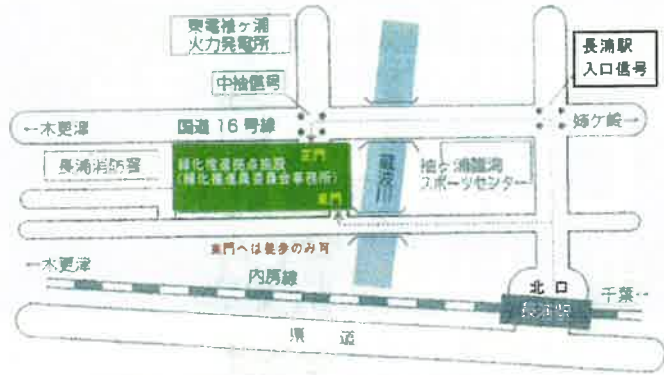 東電袖ケ浦
火力発電所
長浦駅
入口信号
中袖信号
←木更津
国道16号線
姉ケ崎→
長浦消防署
正門
緑化推進拠点施設
(緑化推進委員会事務所)
東門
蔵波川
袖ケ浦臨海
スポーツセンター
東門へは徒歩のみ可
←木更津
内房線
北口
千葉→
長浦駅
県道